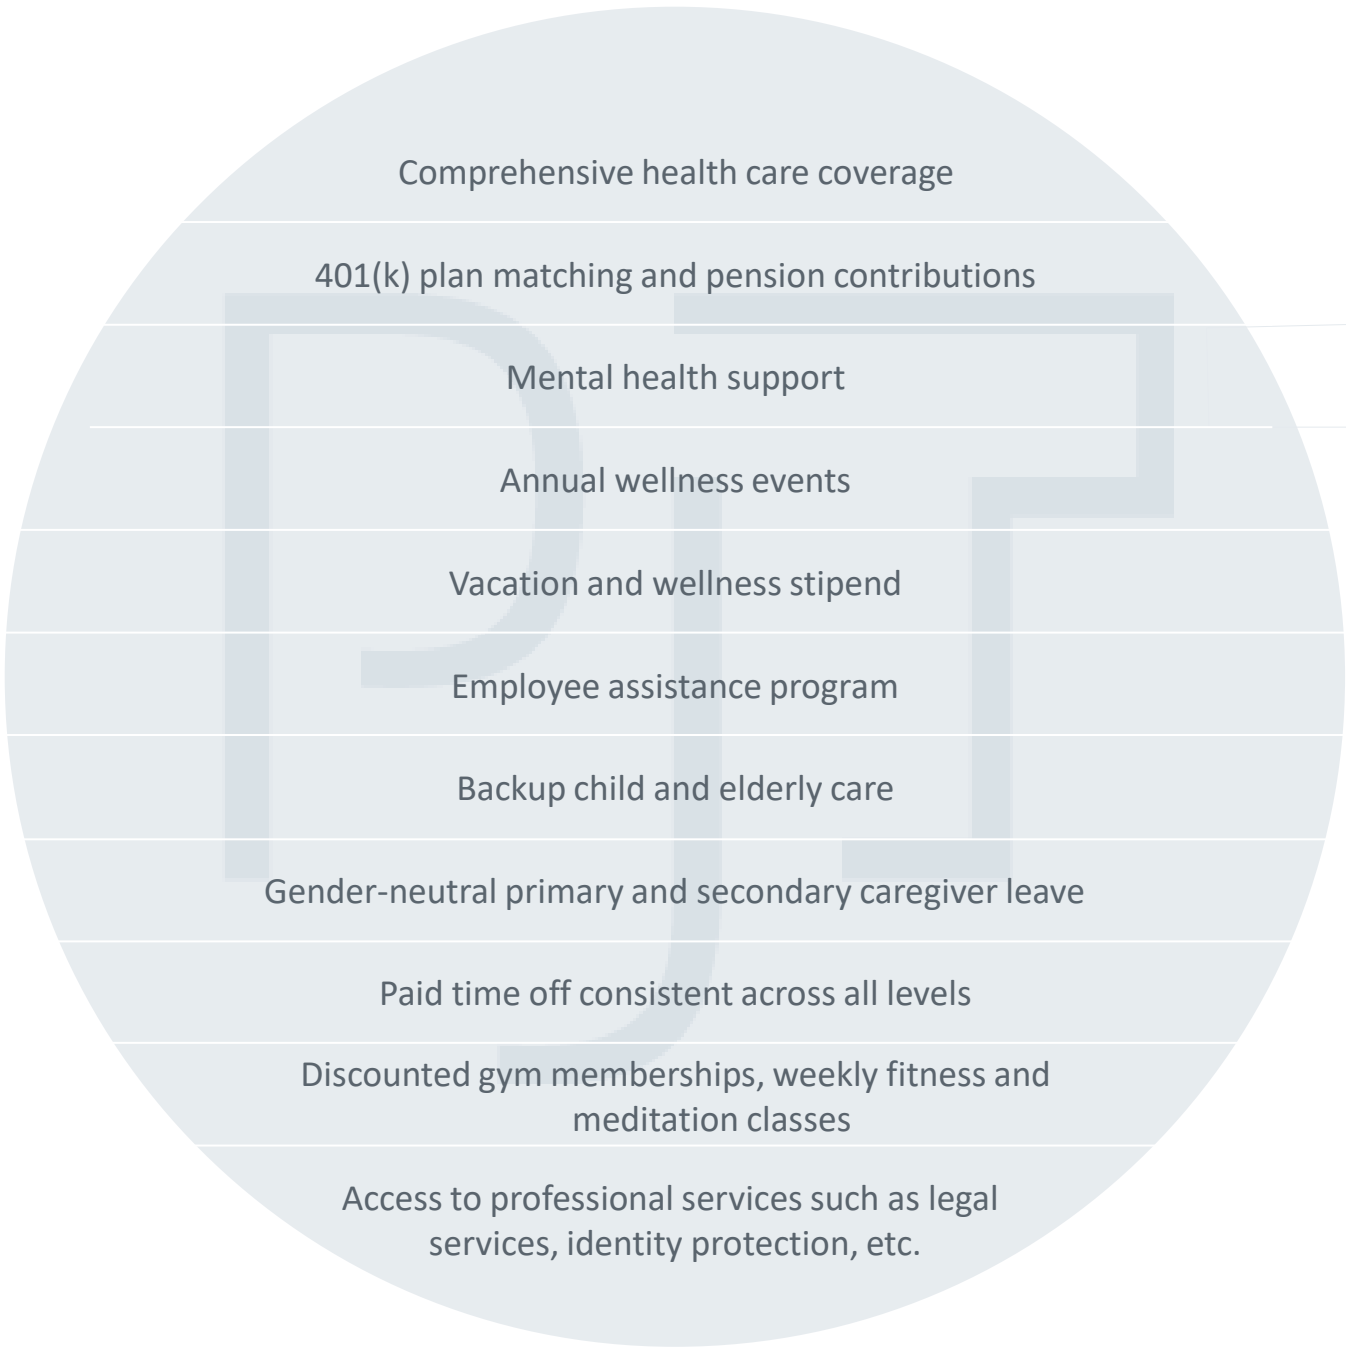 Comprehensive health care coverage
401(k) plan matching and pension contributions
Mental health support
Annual wellness events
Vacation and wellness stipend
Employee assistance program
Backup child and elderly care
Gender-neutral primary and secondary caregiver leave
Paid time off consistent across all levels
Discounted gym memberships, weekly fitness and
meditation classes
Access to professional services such as legal
services, identity protection, etc.
PJT